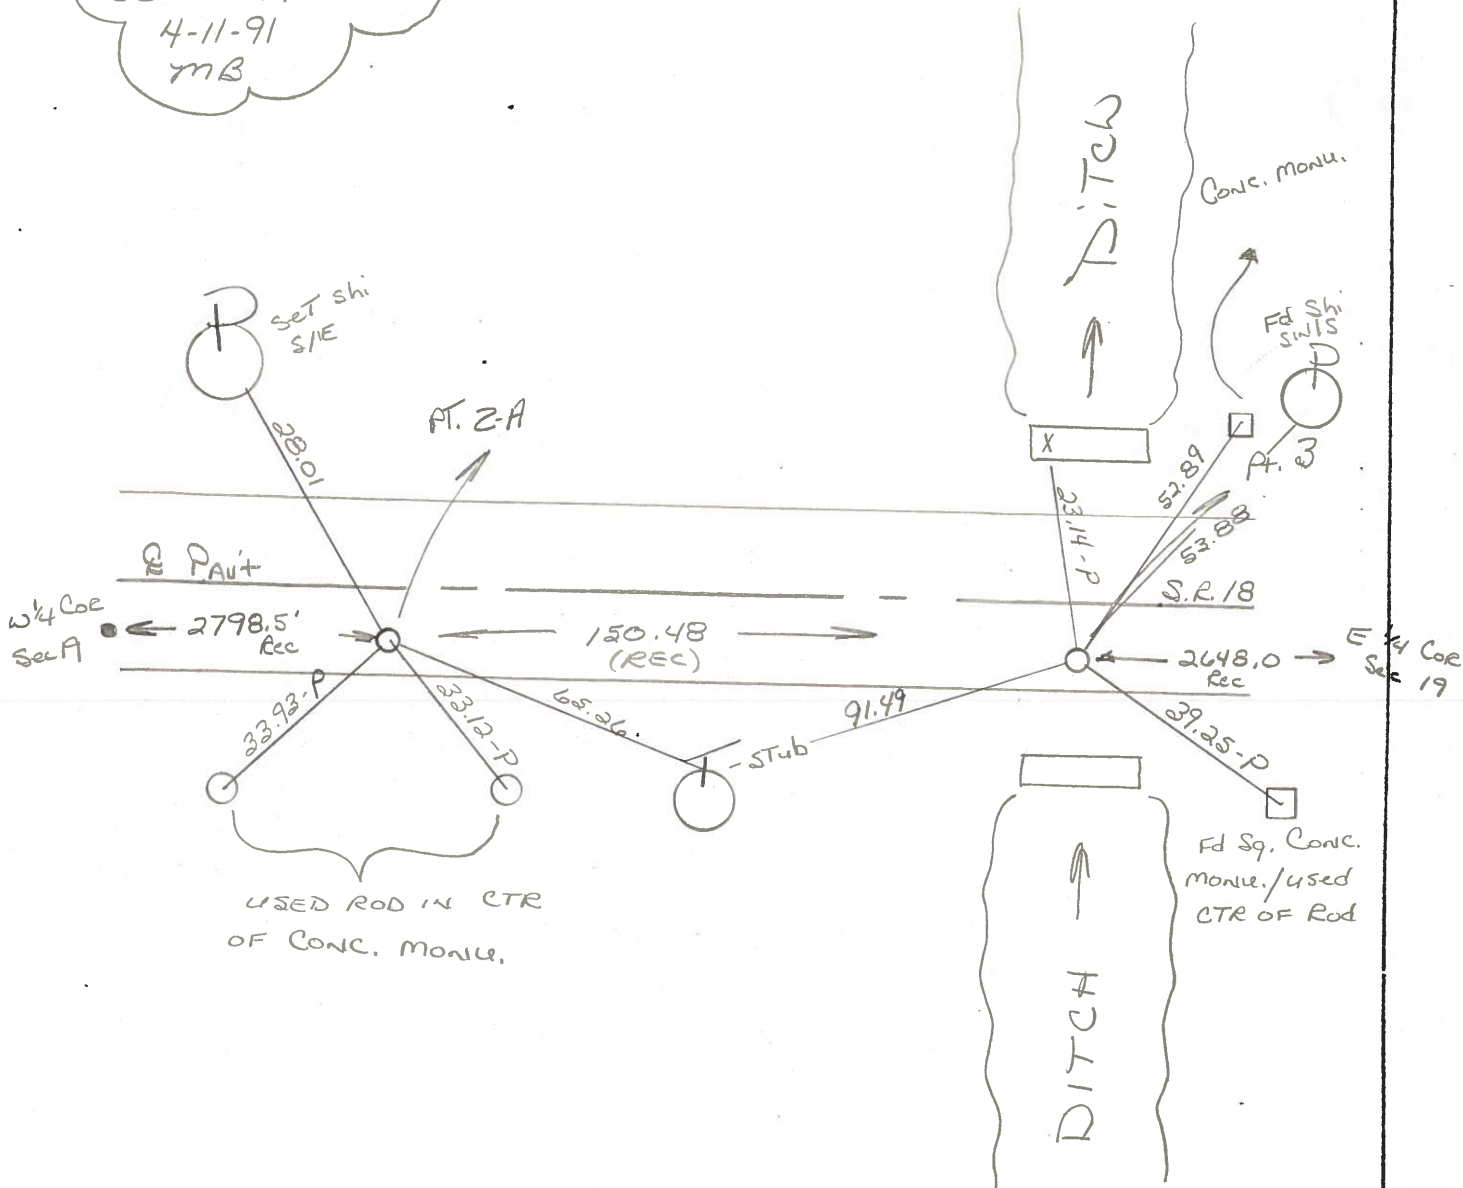 4-11-91
MB
DITCH
Conc. Monu.
Set Shi
S/E
Fd Shi
PT. 2-A
X
28.01
52.89
Pt. 3
23.14-P
53.88
℄ PAV't
S.R. 18
W 1/4 Cor
Sec 19
2798.5'
Rec
150.48
(REC)
2648.0
Rec
E 1/4 Cor
Sec 19
33.93-P
33.12-P
65.26
91.49
39.25-P
-STub
Fd Sq. Conc.
Monu./used
CTR OF Rod
USED ROD IN CTR
OF CONC. MONU.
DITCH